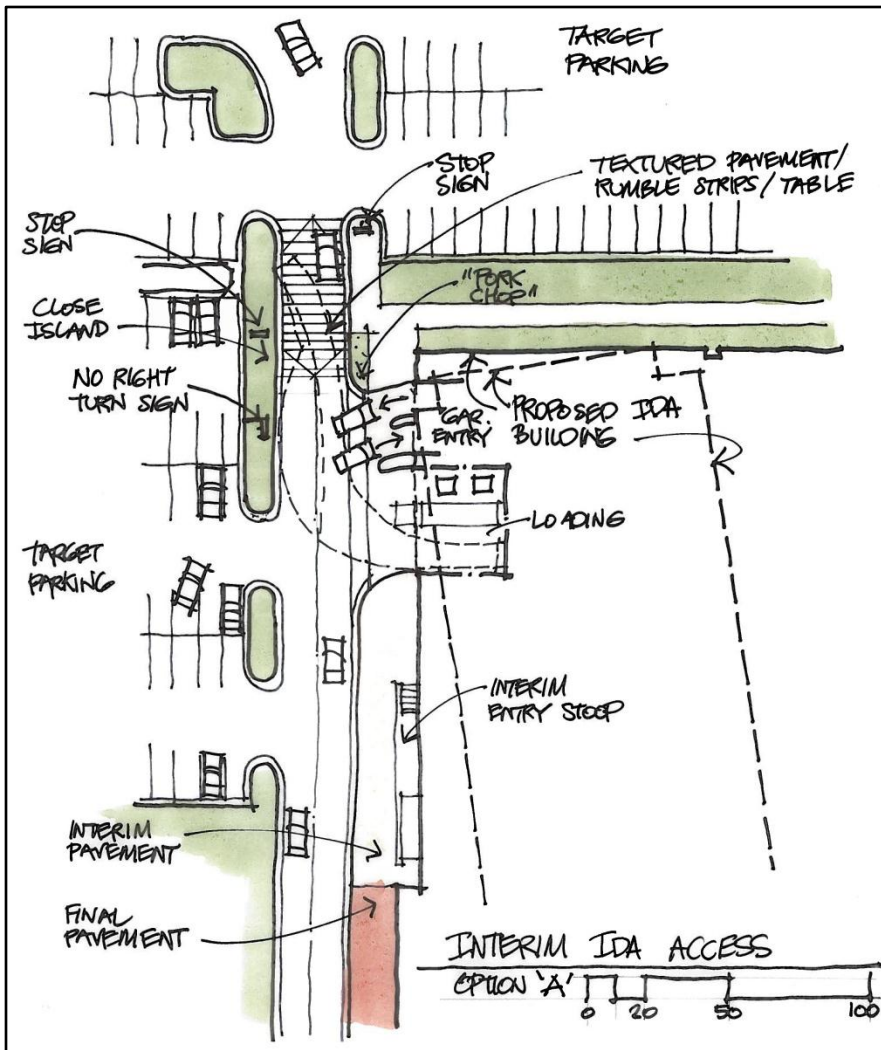 TARGET
PARKING
STOP
SIGN
TEXTURED PAVEMENT/
RUMBLE STRIPS/TABLE
STOP
SIGN
"PORK
CHOP"
CLOSE
ISLAND
NO RIGHT
TURN SIGN
GAR.
ENTRY
PROPOSED IDA
BUILDING
LOADING
TARGET
PARKING
INTERIM
ENTRY STOOP
INTERIM
PAVEMENT
FINAL
PAVEMENT
INTERIM IDA ACCESS
OPTION 'A'
0 20 50 100